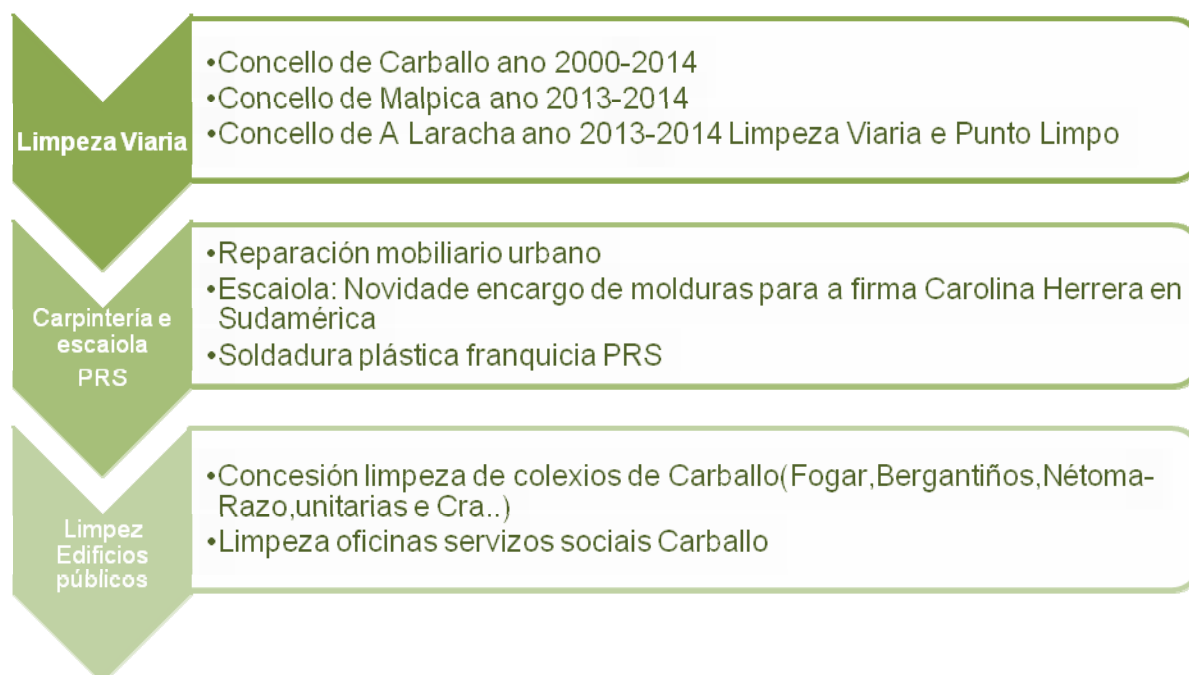 Limpeza Viaria
•Concello de Carballo ano 2000-2014
•Concello de Malpica ano 2013-2014
•Concello de A Laracha ano 2013-2014 Limpeza Viaria e Punto Limpo
Carpintería e
escaiola
PRS
•Reparación mobiliario urbano
•Escaiola: Novidade encargo de molduras para a firma Carolina Herrera en
Sudamérica
•Soldadura plástica franquicia PRS
Limpez
Edificios
públicos
•Concesión limpeza de colexios de Carballo(Fogar,Bergantiños,Nétoma-
Razo,unitarias e Cra..)
•Limpeza oficinas servizos sociais Carballo